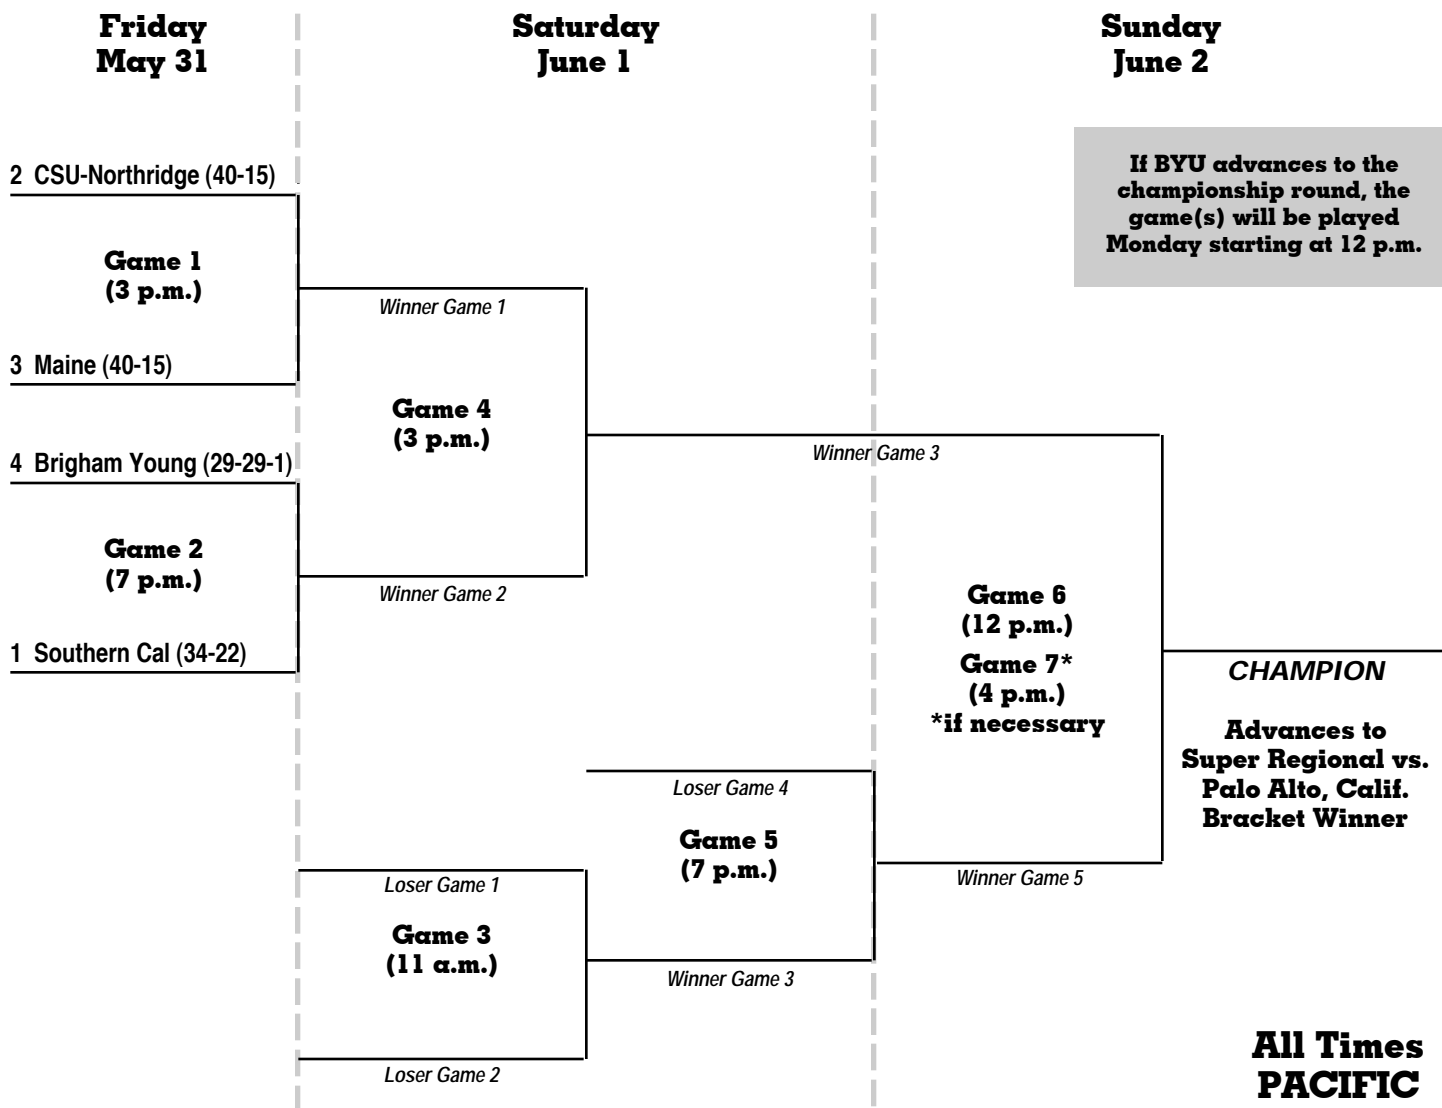 Friday
May 31
Saturday
June 1
Sunday
June 2
If BYU advances to the
championship round, the
game(s) will be played
Monday starting at 12 p.m.
2 CSU-Northridge (40-15)
Game 1
(3 p.m.)
Winner Game 1
3 Maine (40-15)
Game 4
(3 p.m.)
Winner Game 3
4 Brigham Young (29-29-1)
Game 2
(7 p.m.)
Winner Game 2
1 Southern Cal (34-22)
Game 6
(12 p.m.)
Game 7*
(4 p.m.)
*if necessary
CHAMPION
Advances to
Super Regional vs.
Palo Alto, Calif.
Bracket Winner
Loser Game 4
Game 5
(7 p.m.)
Winner Game 5
Loser Game 1
Game 3
(11 a.m.)
Winner Game 3
Loser Game 2
All Times
PACIFIC